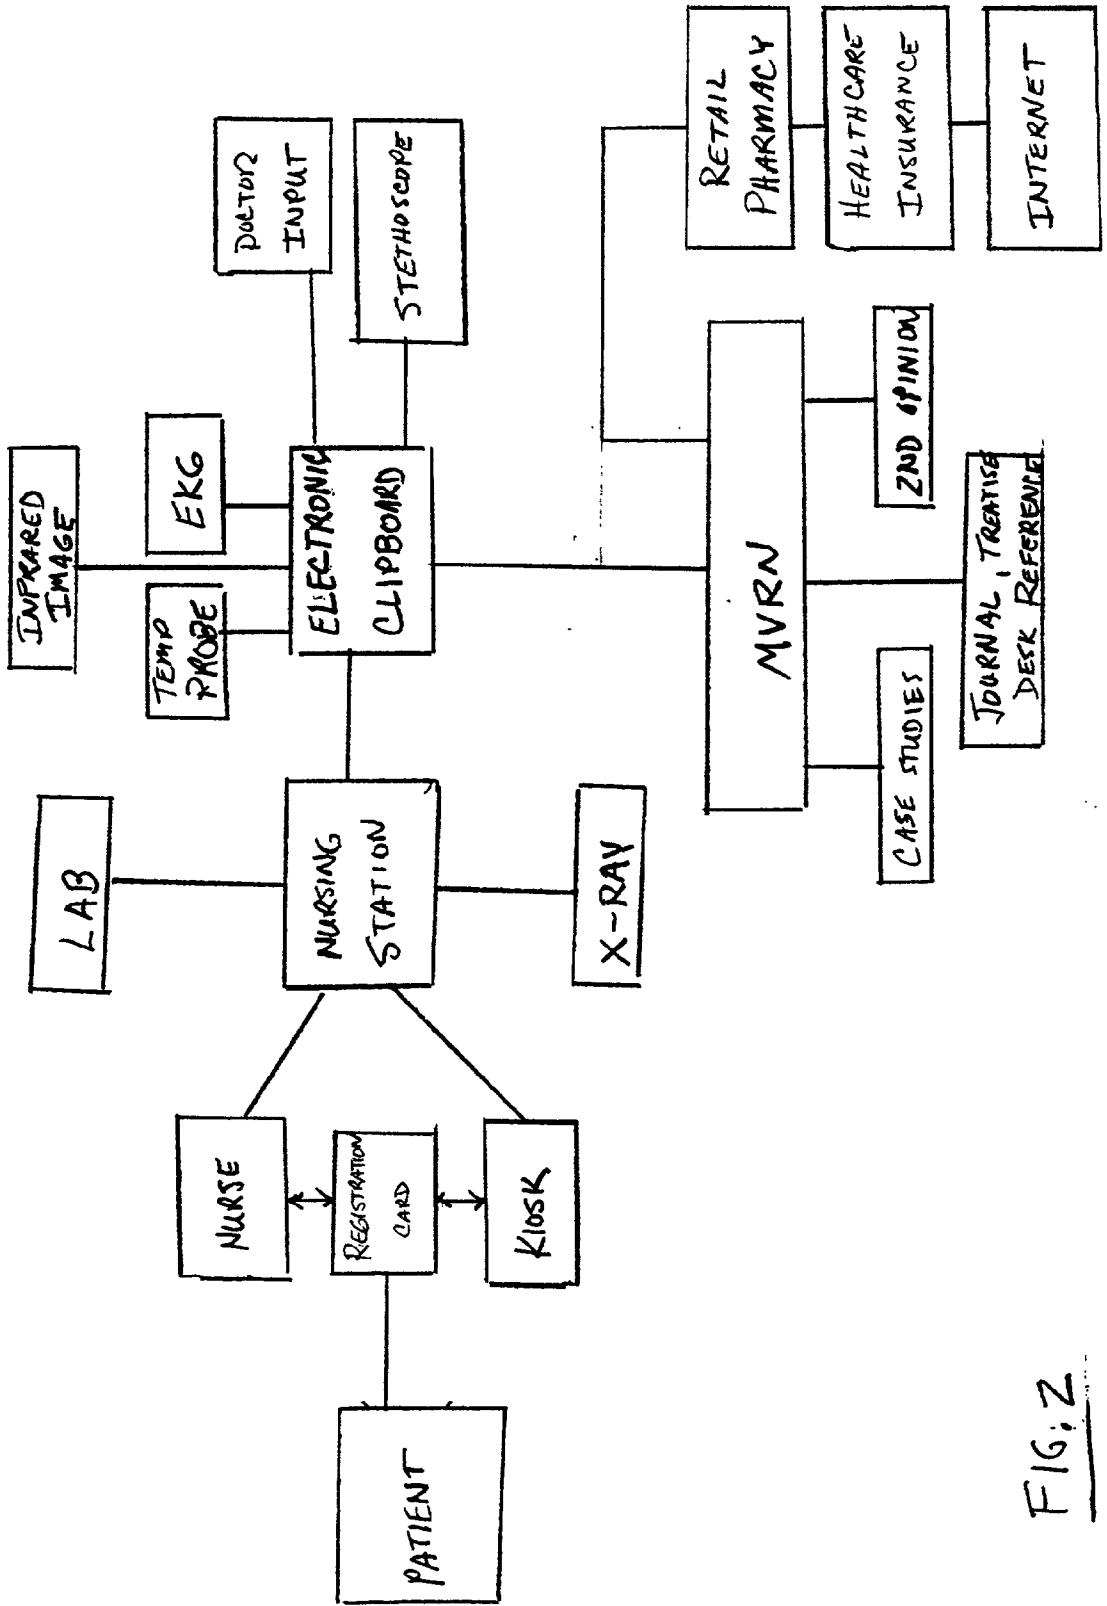 INFRARED
IMAGE
LAB
TEMP
PROBE
EKG
DOCTOR
INPUT
NURSE
NURSING
STATION
ELECTRONIC
CLIPBOARD
STETHOSCOPE
PATIENT
REGISTRATION
CARD
KIOSK
X-RAY
MVRN
RETAIL
PHARMACY
CASE STUDIES
2ND OPINION
HEALTHCARE
INSURANCE
JOURNAL, TREATISE
DESK REFERENCE
INTERNET
FIG. 2